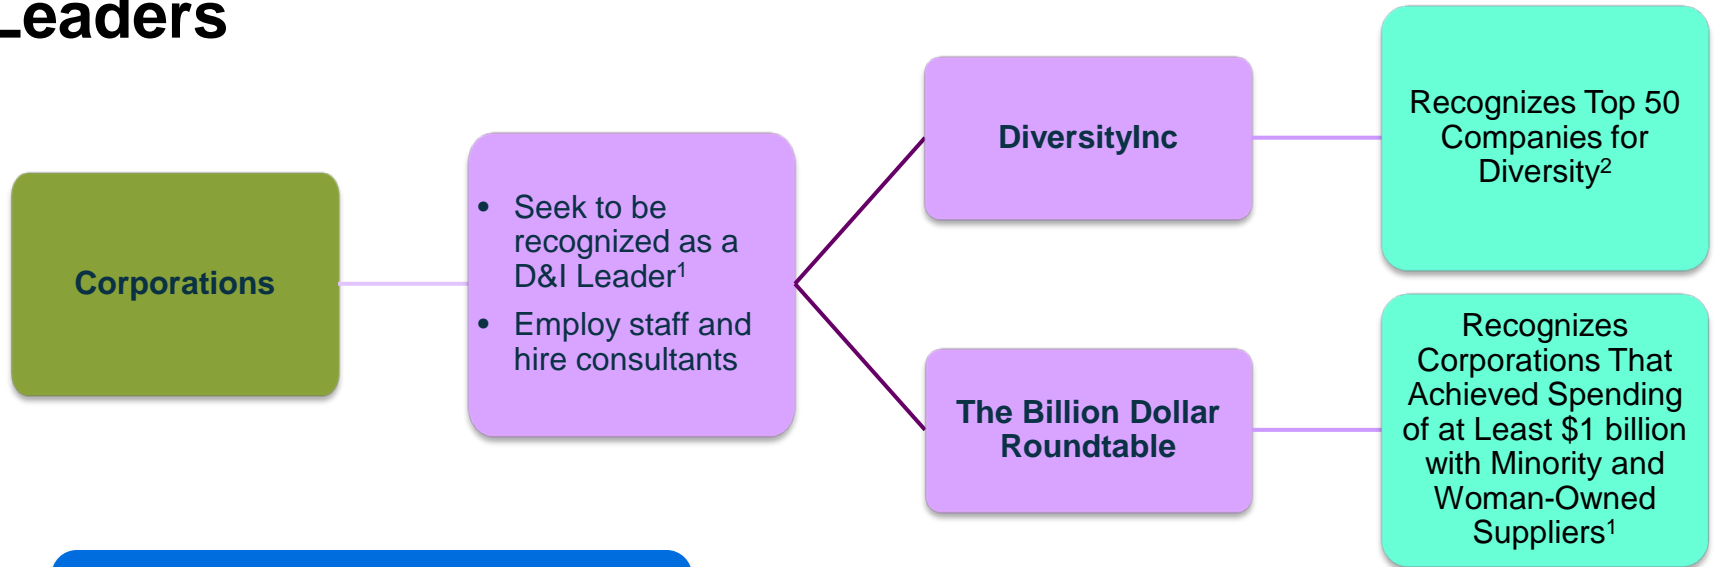 Leaders
Corporations
• Seek to be
recognized as a
D&I Leader¹
• Employ staff and
hire consultants
DiversityInc
Recognizes Top 50
Companies for
Diversity²
The Billion Dollar
Roundtable
Recognizes
Corporations That
Achieved Spending
of at Least $1 billion
with Minority and
Woman-Owned
Suppliers¹